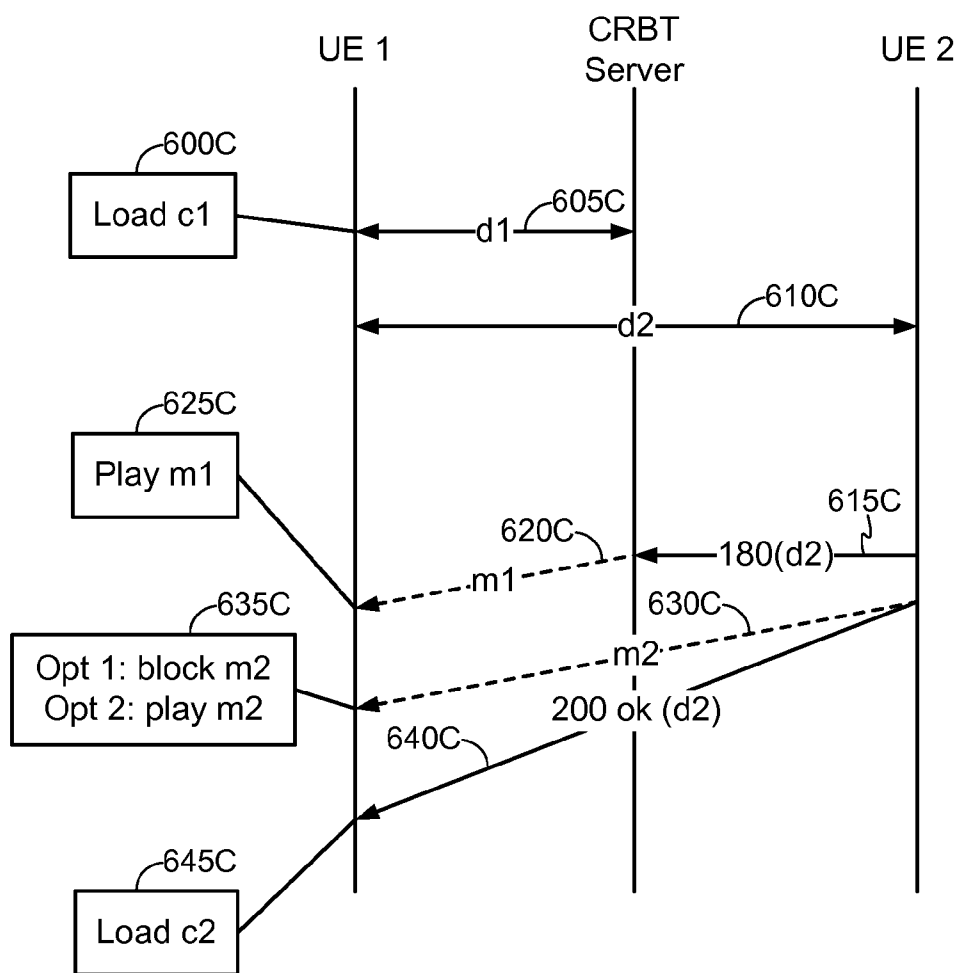 UE 1
CRBT
Server
UE 2
600C
Load c1
605C
d1
610C
d2
625C
Play m1
615C
180(d2)
620C
m1
635C
Opt 1: block m2
Opt 2: play m2
630C
m2
200 ok (d2)
640C
645C
Load c2